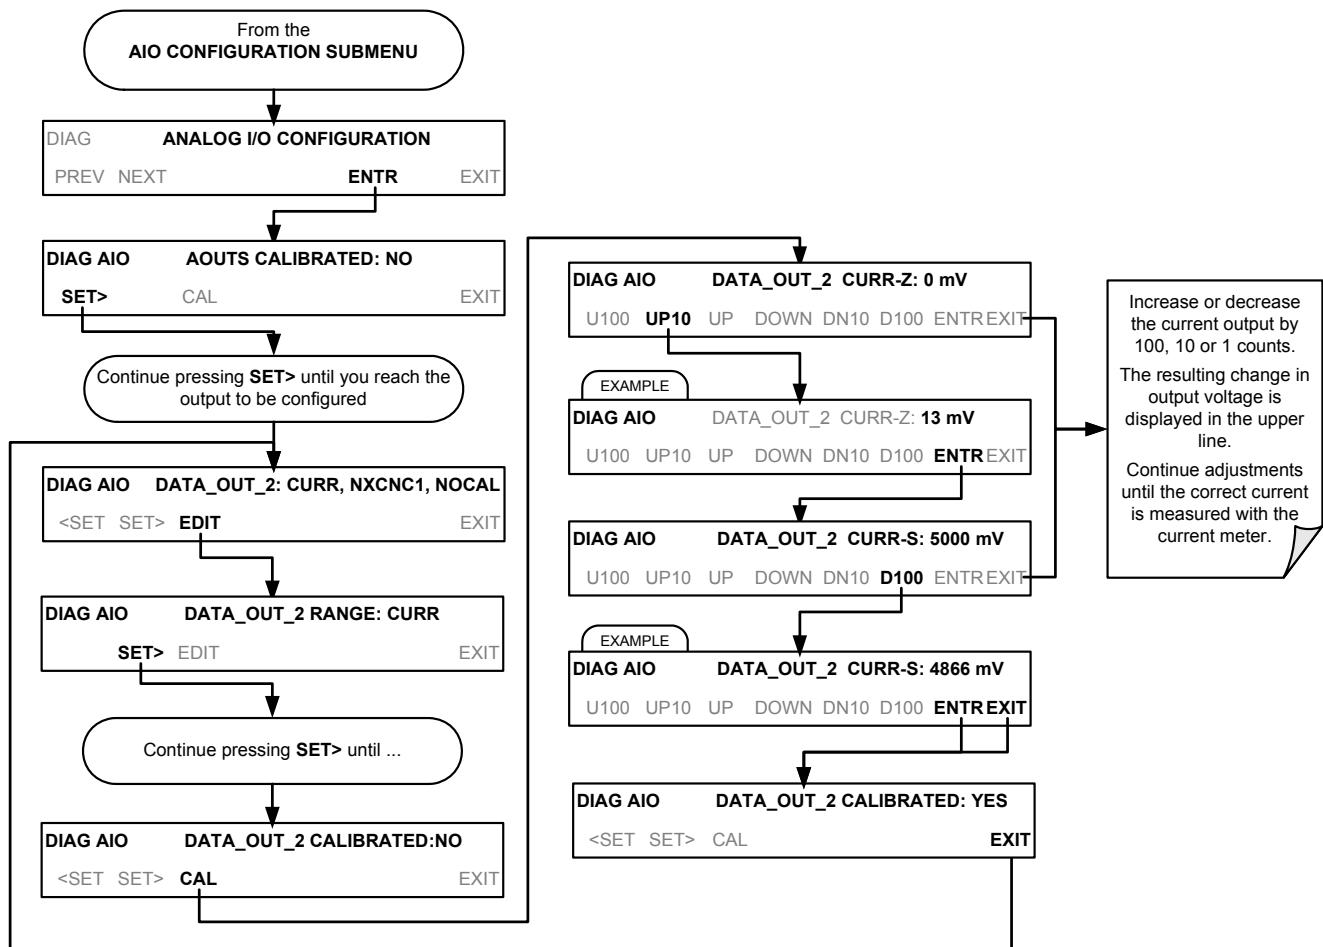 From the
AIO CONFIGURATION SUBMENU
DIAG ANALOG I/O CONFIGURATION
PREV NEXT ENTR EXIT
DIAG AIO AOUTS CALIBRATED: NO
SET> CAL EXIT
Continue pressing SET> until you reach the
output to be configured
DIAG AIO DATA_OUT_2: CURR, NXCNC1, NOCAL
<SET SET> EDIT EXIT
DIAG AIO DATA_OUT_2 RANGE: CURR
SET> EDIT EXIT
Continue pressing SET> until ...
DIAG AIO DATA_OUT_2 CALIBRATED:NO
<SET SET> CAL EXIT
DIAG AIO DATA_OUT_2 CURR-Z: 0 mV
U100 UP10 UP DOWN DN10 D100 ENTR EXIT
EXAMPLE
DIAG AIO DATA_OUT_2 CURR-Z: 13 mV
U100 UP10 UP DOWN DN10 D100 ENTR EXIT
DIAG AIO DATA_OUT_2 CURR-S: 5000 mV
U100 UP10 UP DOWN DN10 D100 ENTR EXIT
EXAMPLE
DIAG AIO DATA_OUT_2 CURR-S: 4866 mV
U100 UP10 UP DOWN DN10 D100 ENTR EXIT
DIAG AIO DATA_OUT_2 CALIBRATED: YES
<SET SET> CAL EXIT
Increase or decrease
the current output by
100, 10 or 1 counts.
The resulting change in
output voltage is
displayed in the upper
line.
Continue adjustments
until the correct current
is measured with the
current meter.